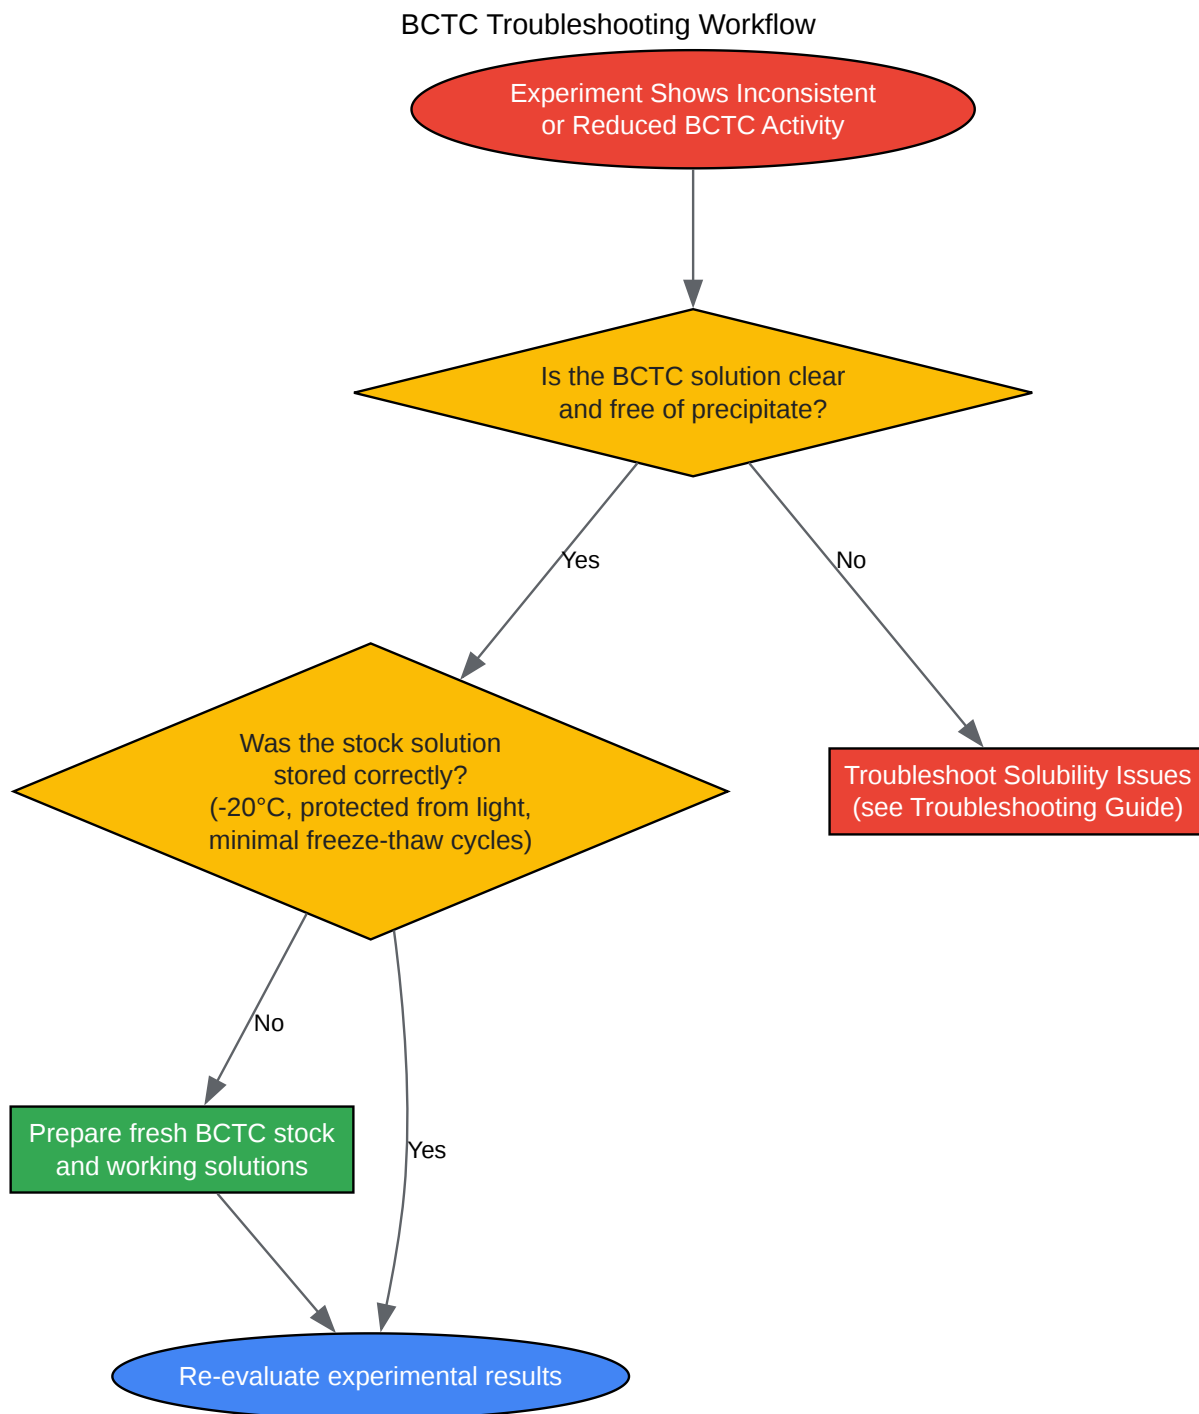 BCTC Troubleshooting Workflow
Experiment Shows Inconsistent
or Reduced BCTC Activity
Is the BCTC solution clear
and free of precipitate?
Yes
No
Was the stock solution
stored correctly?
(-20°C, protected from light,
minimal freeze-thaw cycles)
Troubleshoot Solubility Issues
(see Troubleshooting Guide)
No
Prepare fresh BCTC stock
and working solutions
Yes
Re-evaluate experimental results